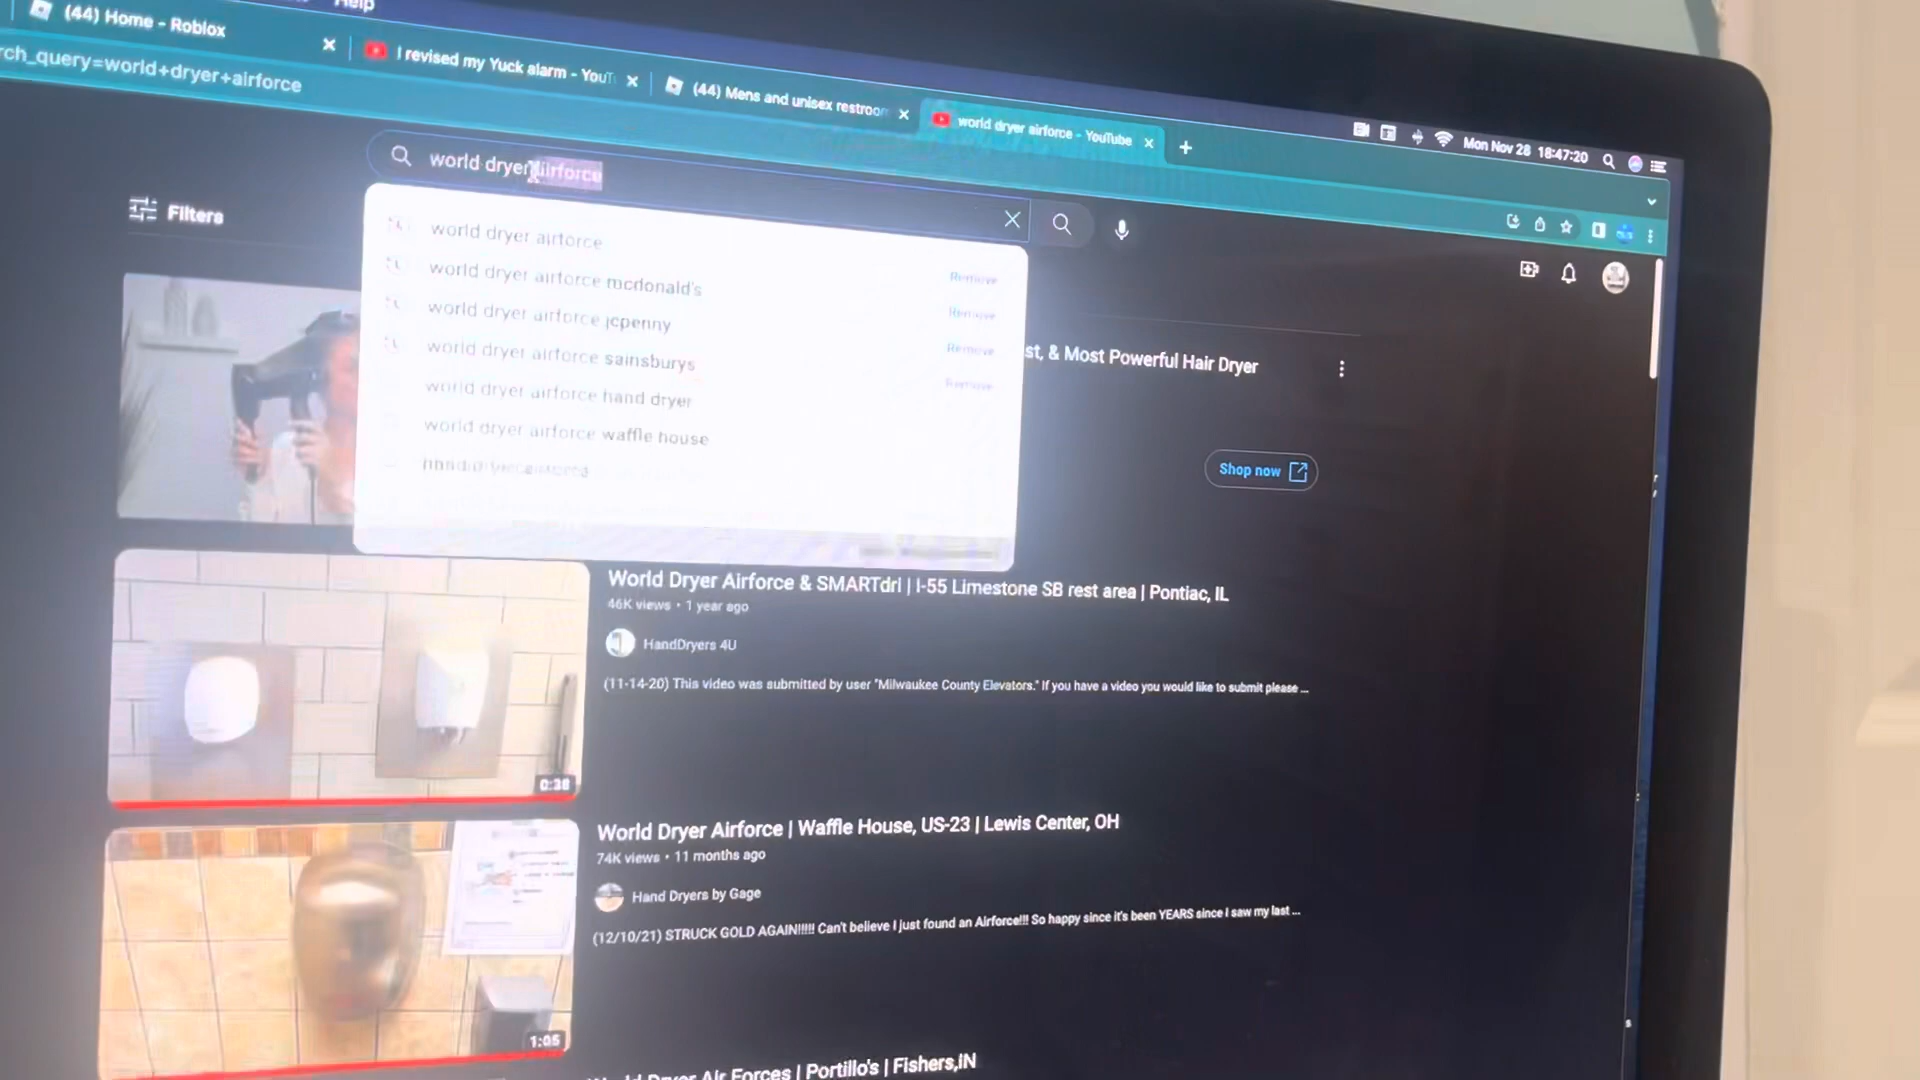 Help
(44) Home - Roblox
I revised my Yuck alarm - YouT
(44) Mens and unisex restroom
world dryer airforce - YouTube
Mon Nov 28 18:47:20
rch_query=world+dryer+airforce
world dryer airforce
Filters
world dryer airforce
world dryer airforce mcdonald's
Remove
world dryer airforce jcpenny
Remove
world dryer airforce sainsburys
Remove
world dryer airforce hand dryer
Remove
world dryer airforce waffle house
st, & Most Powerful Hair Dryer
Shop now
World Dryer Airforce & SMARTdri | I-55 Limestone SB rest area | Pontiac, IL
46K views • 1 year ago
HandDryers 4U
(11-14-20) This video was submitted by user "Milwaukee County Elevators." If you have a video you would like to submit please ...
0:38
World Dryer Airforce | Waffle House, US-23 | Lewis Center, OH
74K views • 11 months ago
Hand Dryers by Gage
(12/10/21) STRUCK GOLD AGAIN!!!!! Can't believe I just found an Airforce!!! So happy since it's been YEARS since I saw my last ...
1:05
World Dryer Air Forces | Portillo's | Fishers,IN